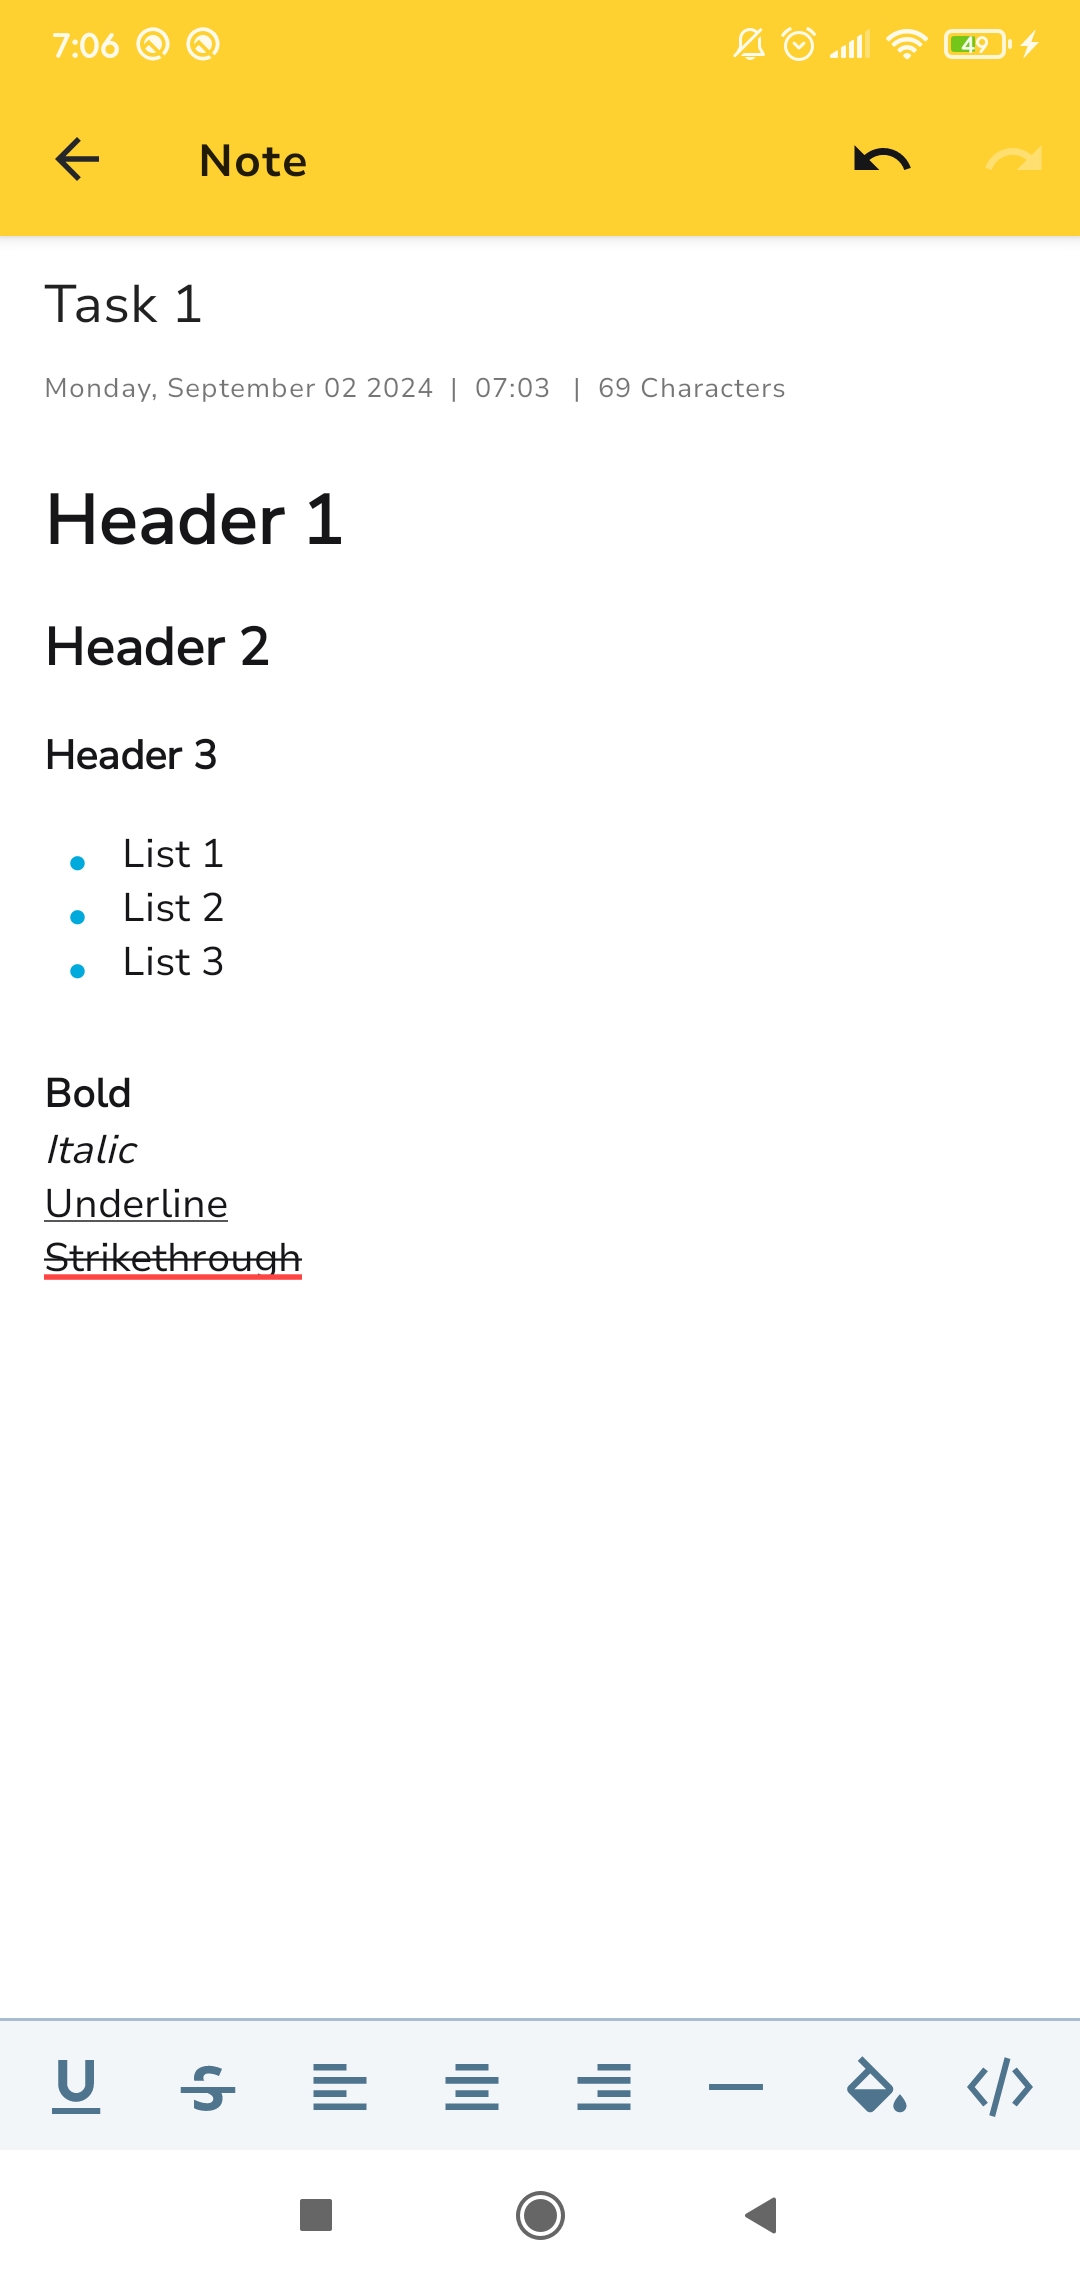 7:06 49
Note
Task 1
Monday, September 02 2024 | 07:03 | 69 Characters
Header 1
Header 2
Header 3
• List 1
• List 2
• List 3
Bold
Italic
Underline
Strikethrough